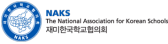 NAKS
The National Association for Korean Schools
재미한국학교협의회